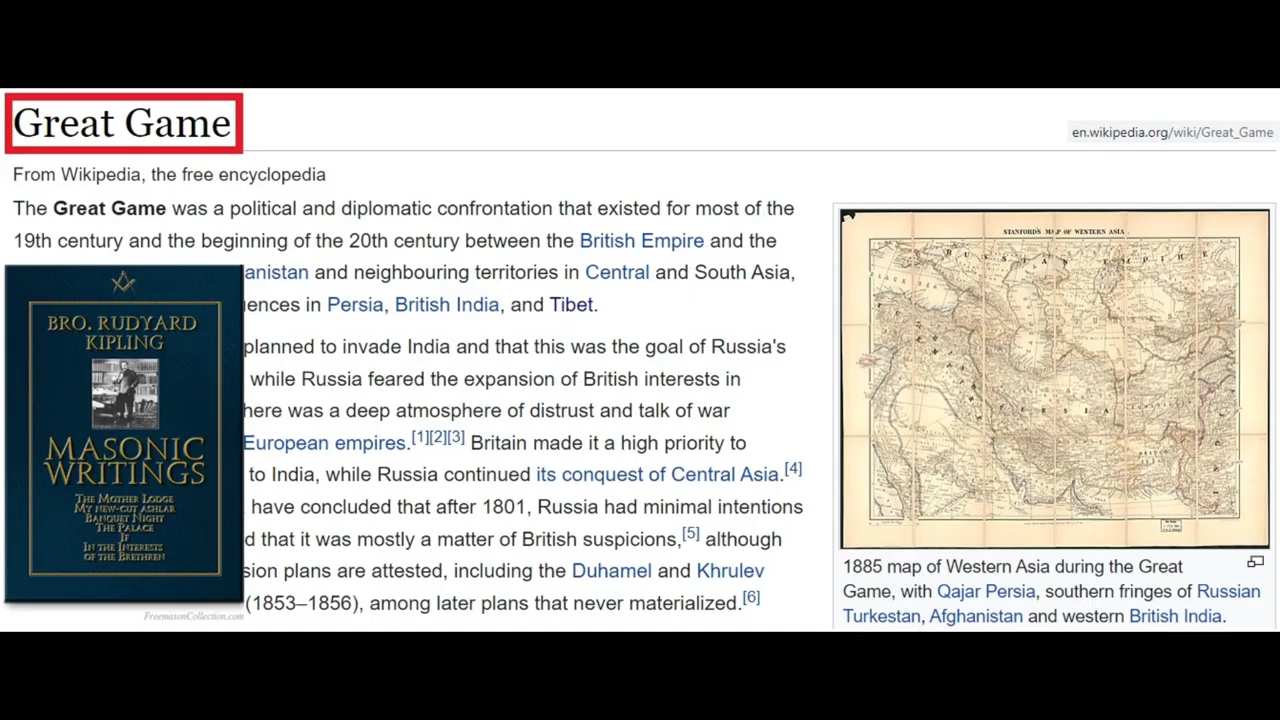 Great Game
en.wikipedia.org/wiki/Great_Game
From Wikipedia, the free encyclopedia
The Great Game was a political and diplomatic confrontation that existed for most of the
19th century and the beginning of the 20th century between the British Empire and the
anistan and neighbouring territories in Central and South Asia,
uences in Persia, British India, and Tibet.
planned to invade India and that this was the goal of Russia's
while Russia feared the expansion of British interests in
here was a deep atmosphere of distrust and talk of war
European empires.[1][2][3] Britain made it a high priority to
to India, while Russia continued its conquest of Central Asia.[4]
have concluded that after 1801, Russia had minimal intentions
d that it was mostly a matter of British suspicions,[5] although
sion plans are attested, including the Duhamel and Khrulev
(1853–1856), among later plans that never materialized.[6]
BRO. RUDYARD
KIPLING
MASONIC
WRITINGS
THE MOTHER LODGE
MY NEW-CUT ASHLAR
BANQUET NIGHT
THE PALACE
IF
IN THE INTERESTS
OF THE BRETHREN
FreemasonCollection.com
STANFORD'S MAP OF WESTERN ASIA
RUSSIAN EMPIRE
PERSIA
1885 map of Western Asia during the Great
Game, with Qajar Persia, southern fringes of Russian
Turkestan, Afghanistan and western British India.